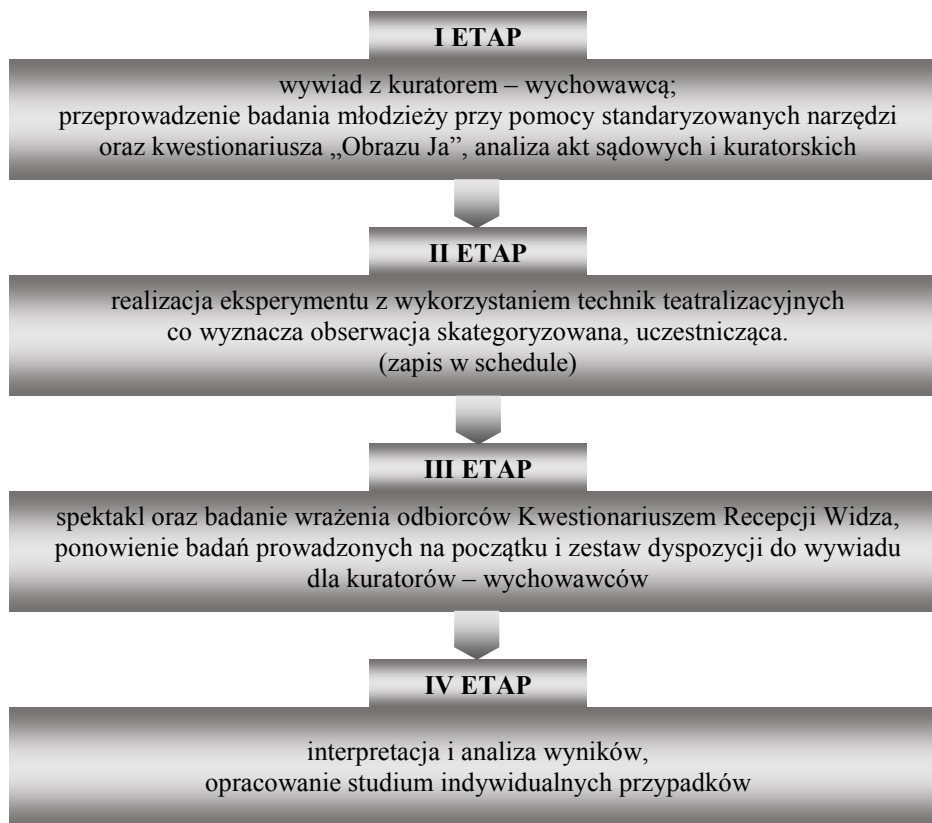 I ETAP
wywiad z kuratorem – wychowawcą;
przeprowadzenie badania młodzieży przy pomocy standaryzowanych narzędzi
oraz kwestionariusza „Obrazu Ja”, analiza akt sądowych i kuratorskich
II ETAP
realizacja eksperymentu z wykorzystaniem technik teatralizacyjnych
co wyznacza obserwacja skategoryzowana, uczestnicząca.
(zapis w schedule)
III ETAP
spektakl oraz badanie wrażenia odbiorców Kwestionariuszem Recepcji Widza,
ponowienie badań prowadzonych na początku i zestaw dyspozycji do wywiadu
dla kuratorów – wychowawców
IV ETAP
interpretacja i analiza wyników,
opracowanie studium indywidualnych przypadków